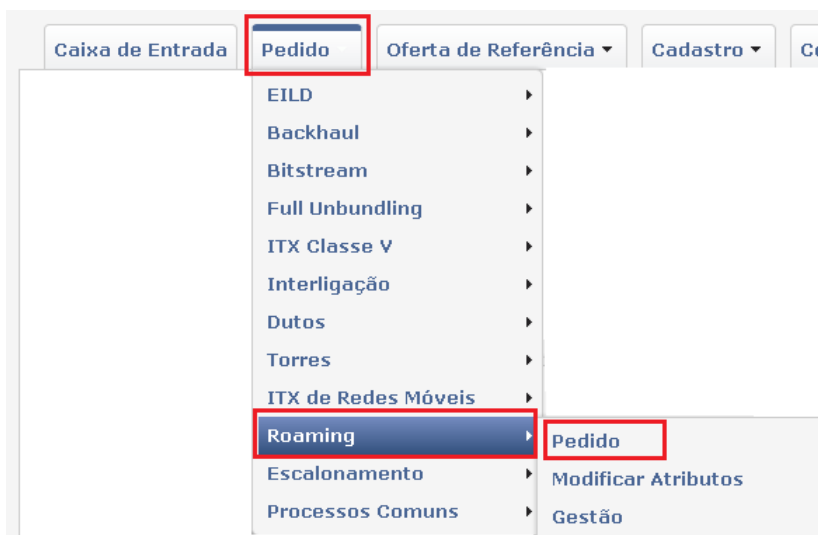 Caixa de Entrada Pedido Oferta de Referência Cadastro
EILD
Backhaul
Bitstream
Full Unbundling
ITX Classe V
Interligação
Dutos
Torres
ITX de Redes Móveis
Roaming
Pedido
Escalonamento
Modificar Atributos
Processos Comuns
Gestão